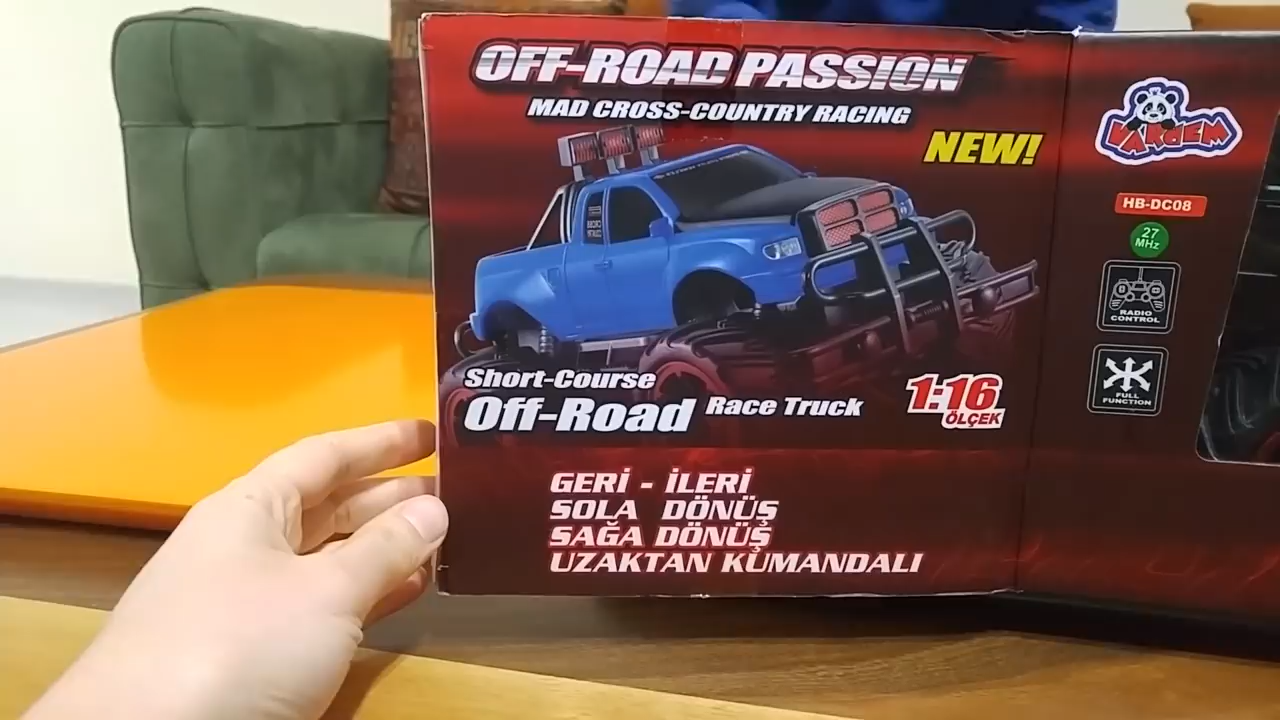 OFF-ROAD PASSION
MAD CROSS-COUNTRY RACING
NEW!
Short-Course
Off-Road Race Truck
1:16
ÖLÇEK
GERİ - İLERİ
SOLA DÖNÜŞ
SAĞA DÖNÜŞ
UZAKTAN KUMANDALI
VARDEM
HB-DC08
27
MHz
RADIO
CONTROL
FULL
FUNCTION